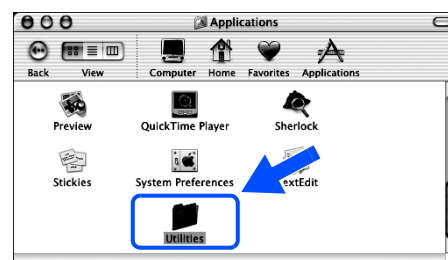 Applications
Back View Computer Home Favorites Applications
Preview QuickTime Player Sherlock
Stickies System Preferences extEdit
Utilities